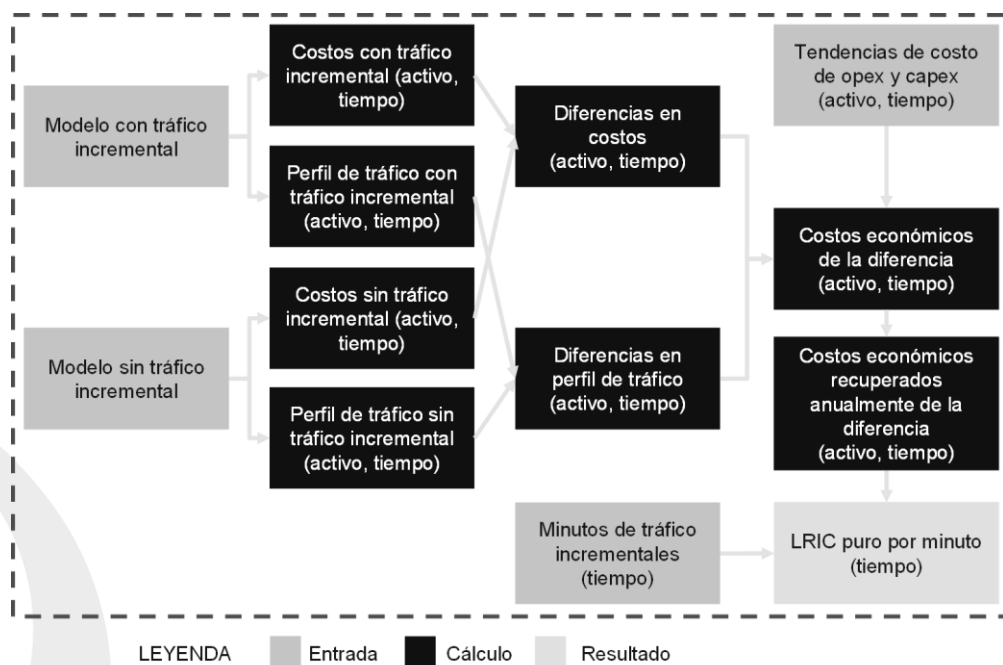 Modelo con tráfico
incremental
Modelo sin tráfico
incremental
Costos con tráfico
incremental (activo,
tiempo)
Perfil de tráfico con
tráfico incremental
(activo, tiempo)
Costos sin tráfico
incremental (activo,
tiempo)
Perfil de tráfico sin
tráfico incremental
(activo, tiempo)
Diferencias en
costos
(activo, tiempo)
Diferencias en
perfil de tráfico
(activo, tiempo)
Minutos de tráfico
incrementales
(tiempo)
Tendencias de costo
de opex y capex
(activo, tiempo)
Costos económicos
de la diferencia
(activo, tiempo)
Costos económicos
recuperados
anualmente de la
diferencia
(activo, tiempo)
LRIC puro por minuto
(tiempo)
LEYENDA Entrada Cálculo Resultado